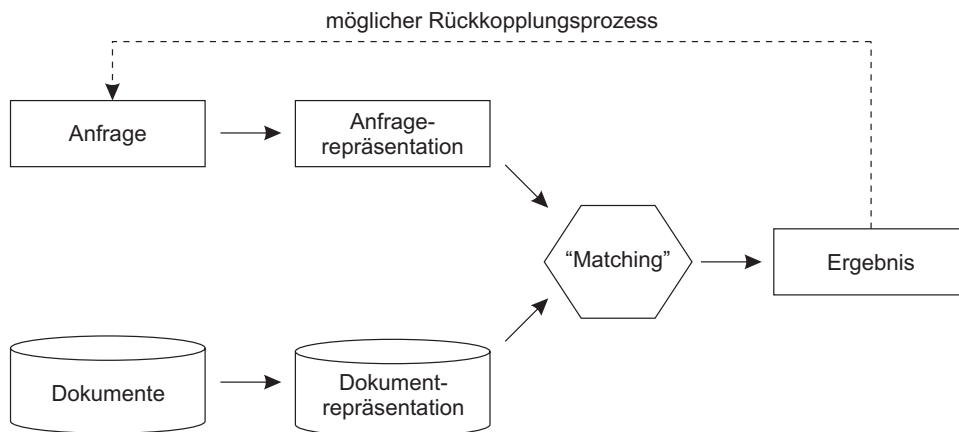 möglicher Rückkopplungsprozess
Anfrage
Anfrage-
repräsentation
“Matching”
Ergebnis
Dokumente
Dokument-
repräsentation